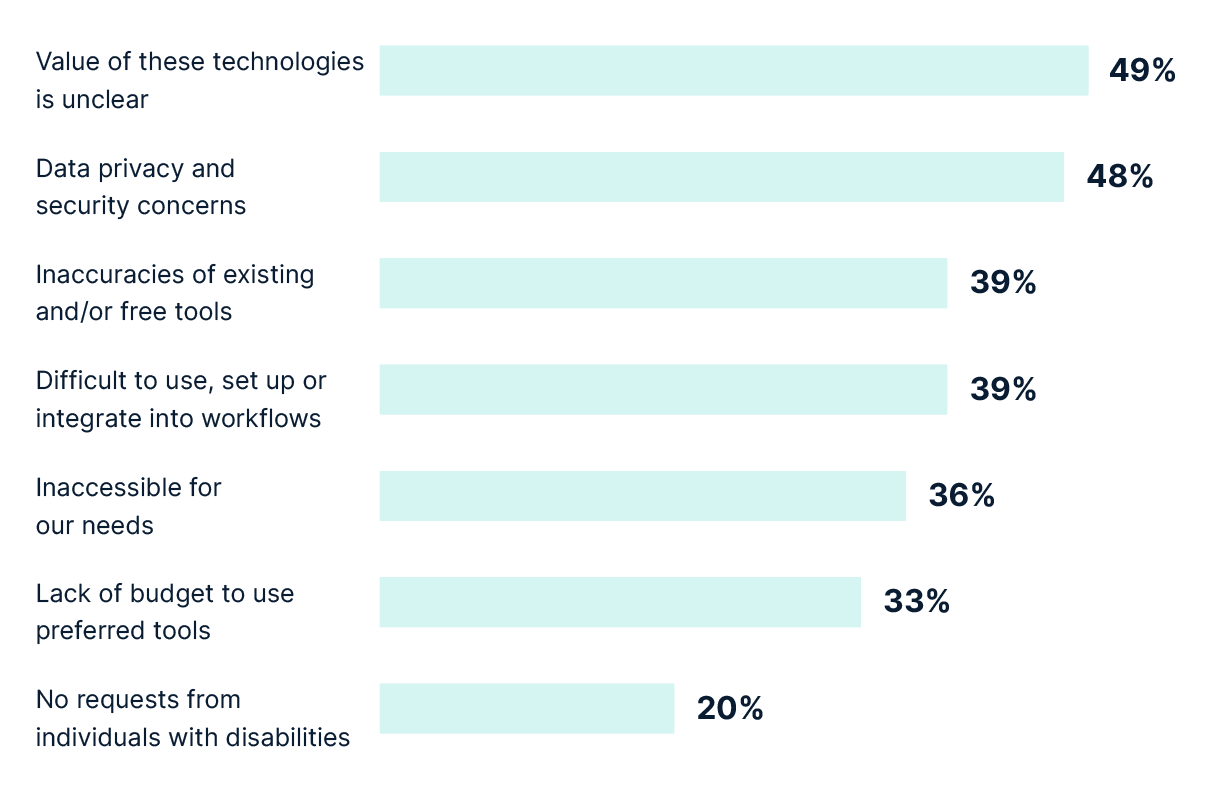 Value of these technologies
is unclear
49%
Data privacy and
security concerns
48%
Inaccuracies of existing
and/or free tools
39%
Difficult to use, set up or
integrate into workflows
39%
Inaccessible for
our needs
36%
Lack of budget to use
preferred tools
33%
No requests from
individuals with disabilities
20%